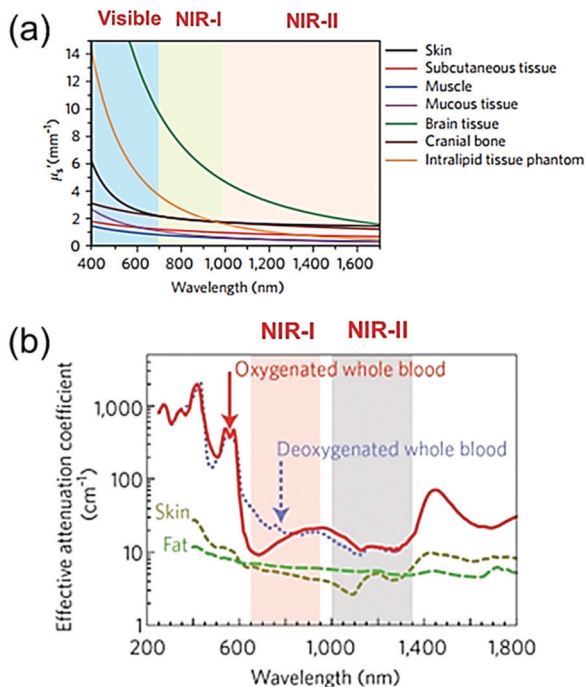 (a)
Visible NIR-I NIR-II
14
12
10
8
6
4
2
0
μs'(mm⁻¹)
400 600 800 1,000 1,200 1,400 1,600
Wavelength (nm)
Skin
Subcutaneous tissue
Muscle
Mucous tissue
Brain tissue
Cranial bone
Intralipid tissue phantom
(b)
NIR-I NIR-II
Oxygenated whole blood
Deoxygenated whole blood
Skin
Fat
Effective attenuation coefficient
(cm⁻¹)
1,000
100
10
1
200 600 1,000 1,400 1,800
Wavelength (nm)